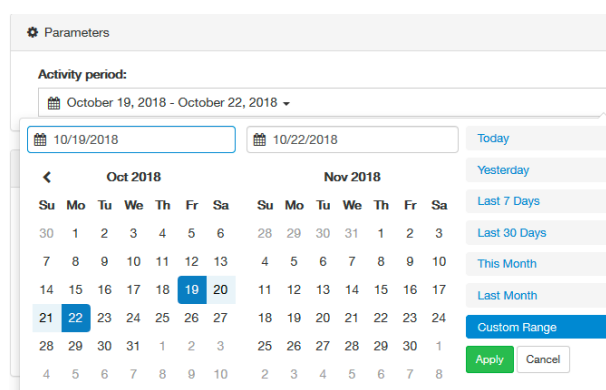 Parameters
Activity period:
October 19, 2018 - October 22, 2018
10/19/2018 10/22/2018
Oct 2018 Nov 2018
Su Mo Tu We Th Fr Sa Su Mo Tu We Th Fr Sa
30 1 2 3 4 5 6 28 29 30 31 1 2 3
7 8 9 10 11 12 13 4 5 6 7 8 9 10
14 15 16 17 18 19 20 11 12 13 14 15 16 17
21 22 23 24 25 26 27 18 19 20 21 22 23 24
28 29 30 31 1 2 3 25 26 27 28 29 30 1
4 5 6 7 8 9 10 2 3 4 5 6 7 8
Today
Yesterday
Last 7 Days
Last 30 Days
This Month
Last Month
Custom Range
Apply Cancel